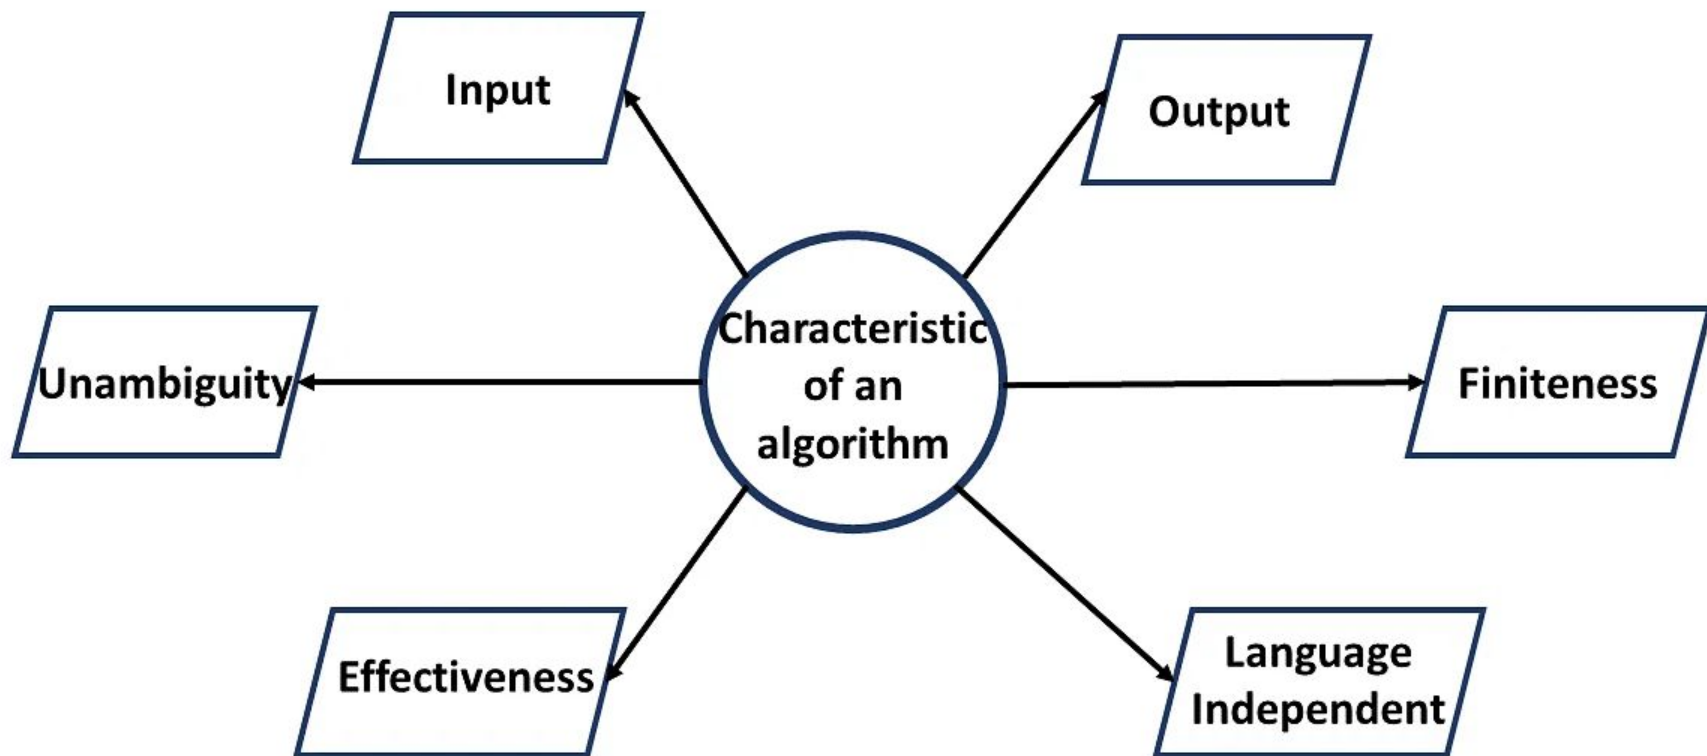 Input
Output
Characteristic
of an
algorithm
Unambiguity
Finiteness
Effectiveness
Language
Independent